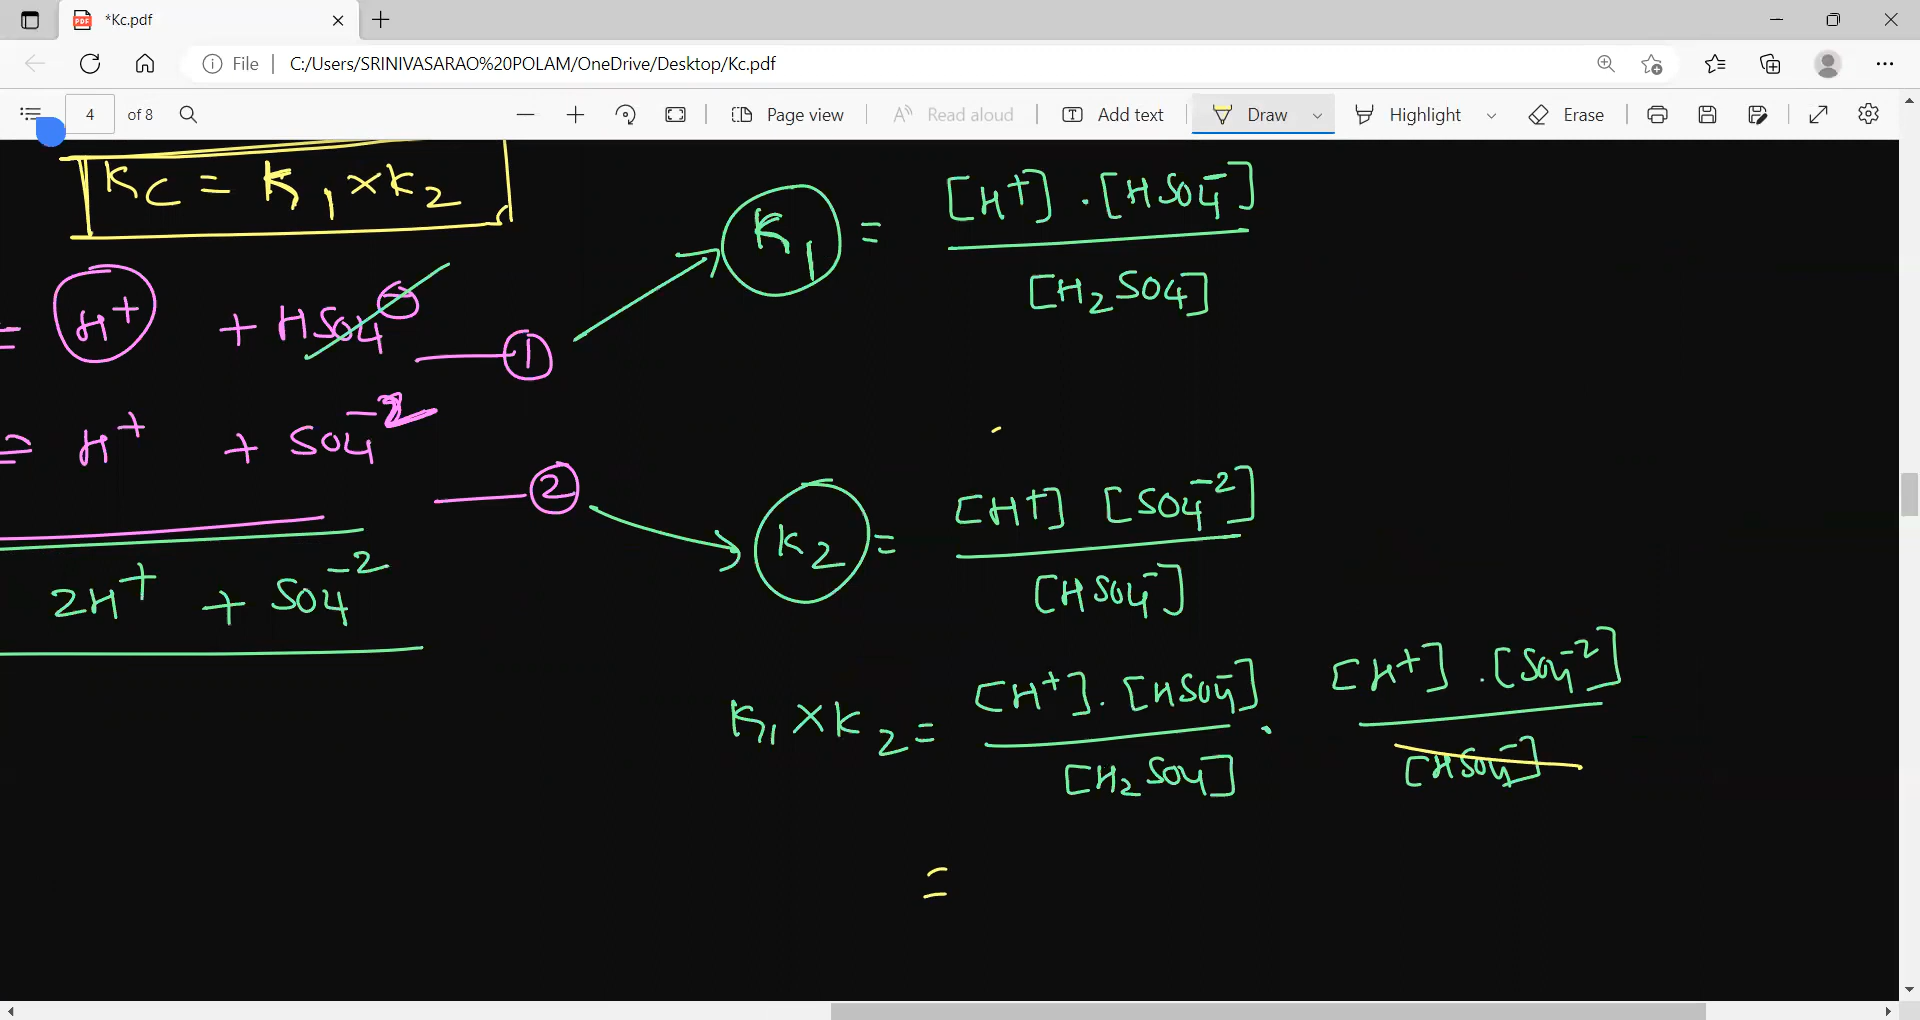 *Kc.pdf
File | C:/Users/SRINIVASARAO%20POLAM/OneDrive/Desktop/Kc.pdf
4 of 8 Page view Read aloud Add text Draw Highlight Erase
KC = K₁ × K₂
= H⁺ + HSO4⊖ — ①
⇌ H⁺ + SO4⁻² — ②
2H⁺ + SO4⁻²
K₁ = [H⁺] . [HSO4⁻]
[H₂SO4]
K₂ = [H⁺] [SO4⁻²]
[HSO4⁻]
K₁ × K₂ = [H⁺] . [HSO4⁻] . [H⁺] . [SO4⁻²]
[H₂SO4] [HSO4⁻]
=